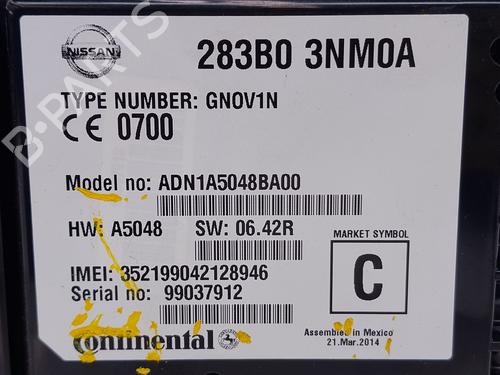 NISSAN
283B0 3NM0A
TYPE NUMBER: GNOV1N
CE 0700
Model no: ADN1A5048BA00
HW: A5048 SW: 06.42R
MARKET SYMBOL
C
IMEI: 352199042128946
Serial no: 99037912
Continental
Assembled in Mexico
21.Mar.2014
B-PARTS